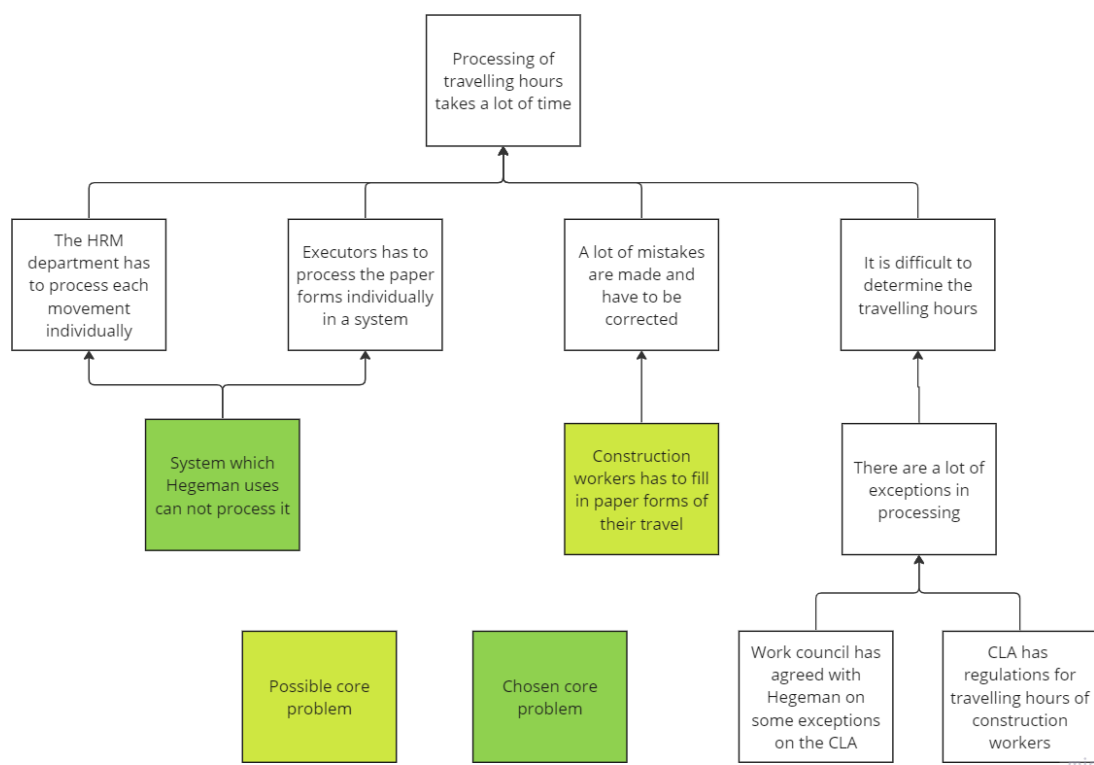 Processing of
travelling hours
takes a lot of time
The HRM
department has
to process each
movement
individually
Executors has to
process the paper
forms individually
in a system
A lot of mistakes
are made and
have to be
corrected
It is difficult to
determine the
travelling hours
System which
Hegeman uses
can not process it
Construction
workers has to fill
in paper forms of
their travel
There are a lot of
exceptions in
processing
Possible core
problem
Chosen core
problem
Work council has
agreed with
Hegeman on
some exceptions
on the CLA
CLA has
regulations for
travelling hours of
construction
workers